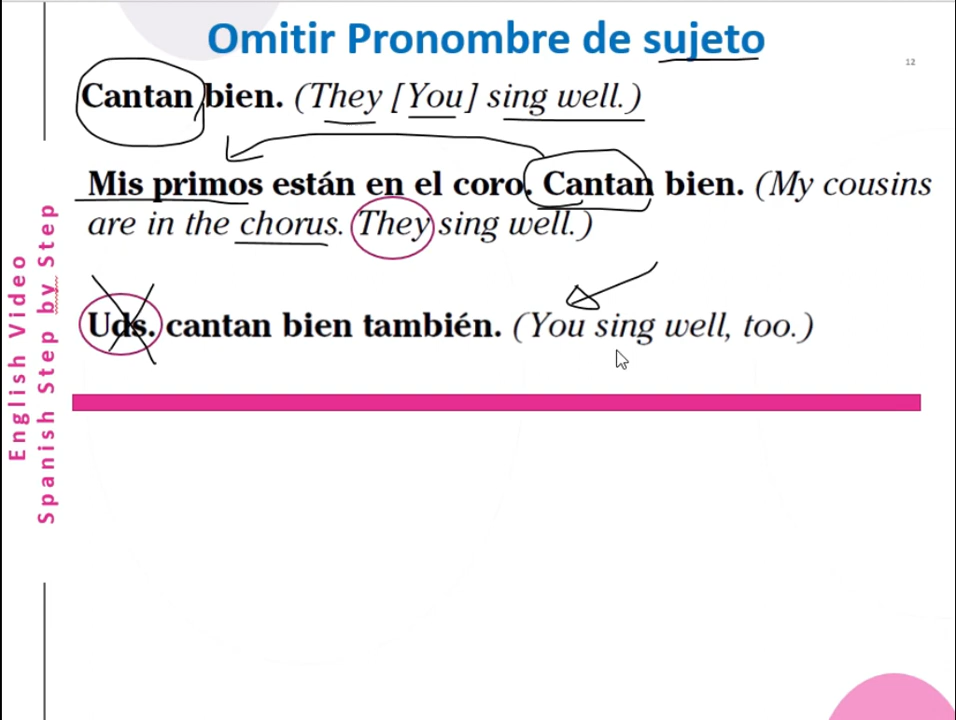 Omitir Pronombre de sujeto
12
Cantan bien. (They [You] sing well.)
Mis primos están en el coro. Cantan bien. (My cousins
are in the chorus. They sing well.)
Uds. cantan bien también. (You sing well, too.)
English Video
Spanish Step by Step